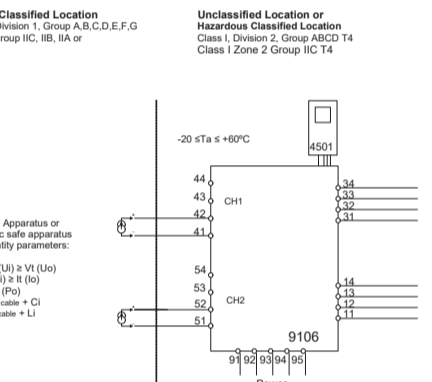 Classified Location
ivision 1, Group A,B,C,D,E,F,G
roup IIC, IIB, IIA or
Unclassified Location or
Hazardous Classified Location
Class I, Division 2, Group ABCD T4
Class I Zone 2 Group IIC T4
-20 ≤Ta ≤ +60ºC
4501
44
43
CH1
42
41
34
33
32
31
Apparatus or
c safe apparatus
tity parameters:
(Ui) ≥ Vt (Uo)
i) ≥ It (Io)
(Po)
cable + Ci
able + Li
54
53
CH2
52
51
14
13
12
11
9106
91 92 93 94 95